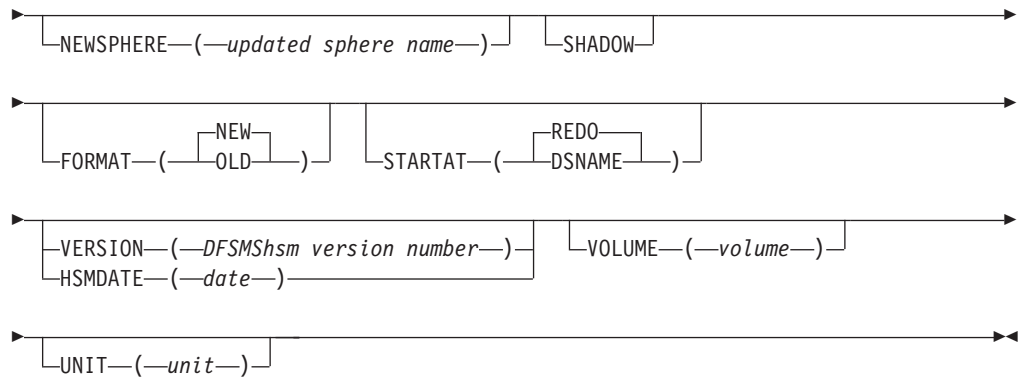 NEWSPHERE ( updated sphere name ) SHADOW
NEW REDO
FORMAT ( OLD ) STARTAT ( DSNAME )
VERSION ( DFSMShsm version number ) VOLUME ( volume )
HSMDATE ( date )
UNIT ( unit )